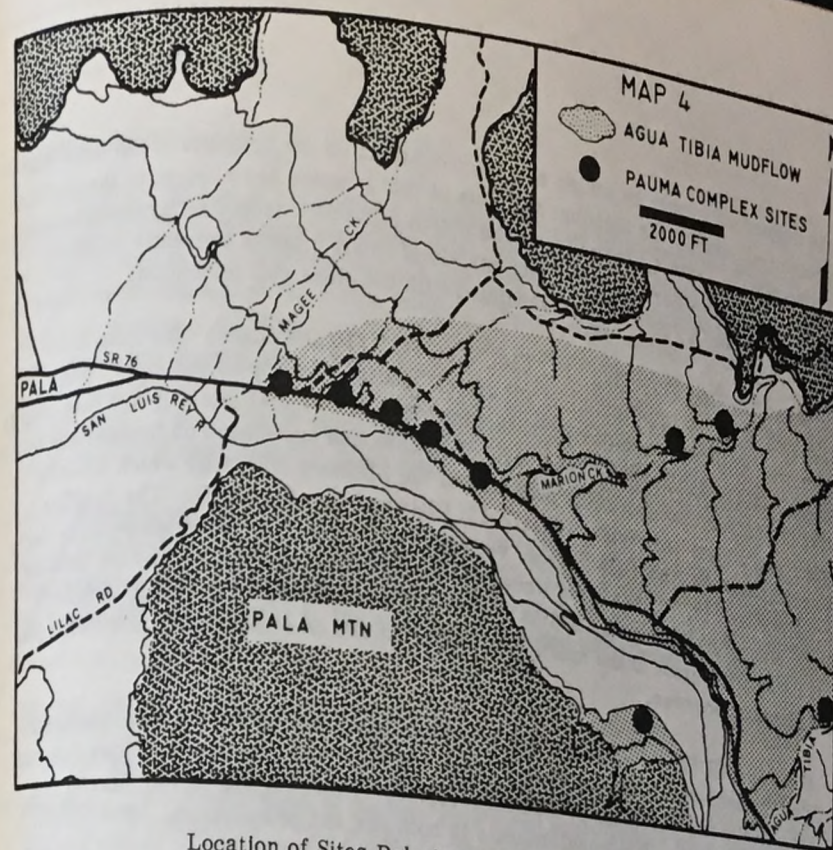 MAP 4
AGUA TIBIA MUDFLOW
PAUMA COMPLEX SITES
2000 FT
MAGEE CK
SR 76
PALA
SAN LUIS REY R
MARION CK
LILAC RD
PALA MTN
AGUA TIBIA
Location of Sites